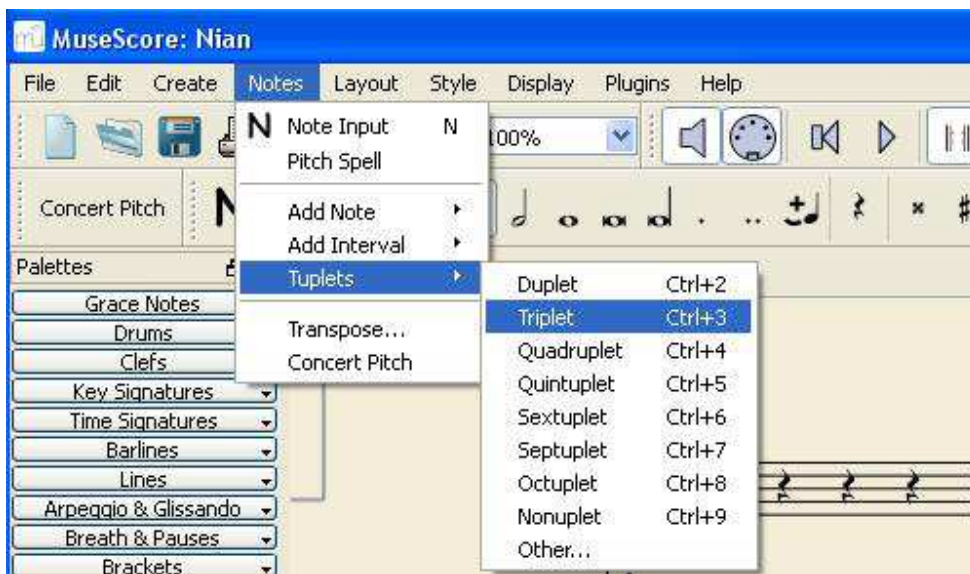 MuseScore: Nian
File Edit Create Notes Layout Style Display Plugins Help
N Note Input N
Pitch Spell
Add Note
Add Interval
Tuplets
Transpose...
Concert Pitch
100%
Concert Pitch N
Palettes
Grace Notes
Drums
Clefs
Key Signatures
Time Signatures
Barlines
Lines
Arpeggio & Glissando
Breath & Pauses
Brackets
Duplet Ctrl+2
Triplet Ctrl+3
Quadruplet Ctrl+4
Quintuplet Ctrl+5
Sextuplet Ctrl+6
Septuplet Ctrl+7
Octuplet Ctrl+8
Nonuplet Ctrl+9
Other...